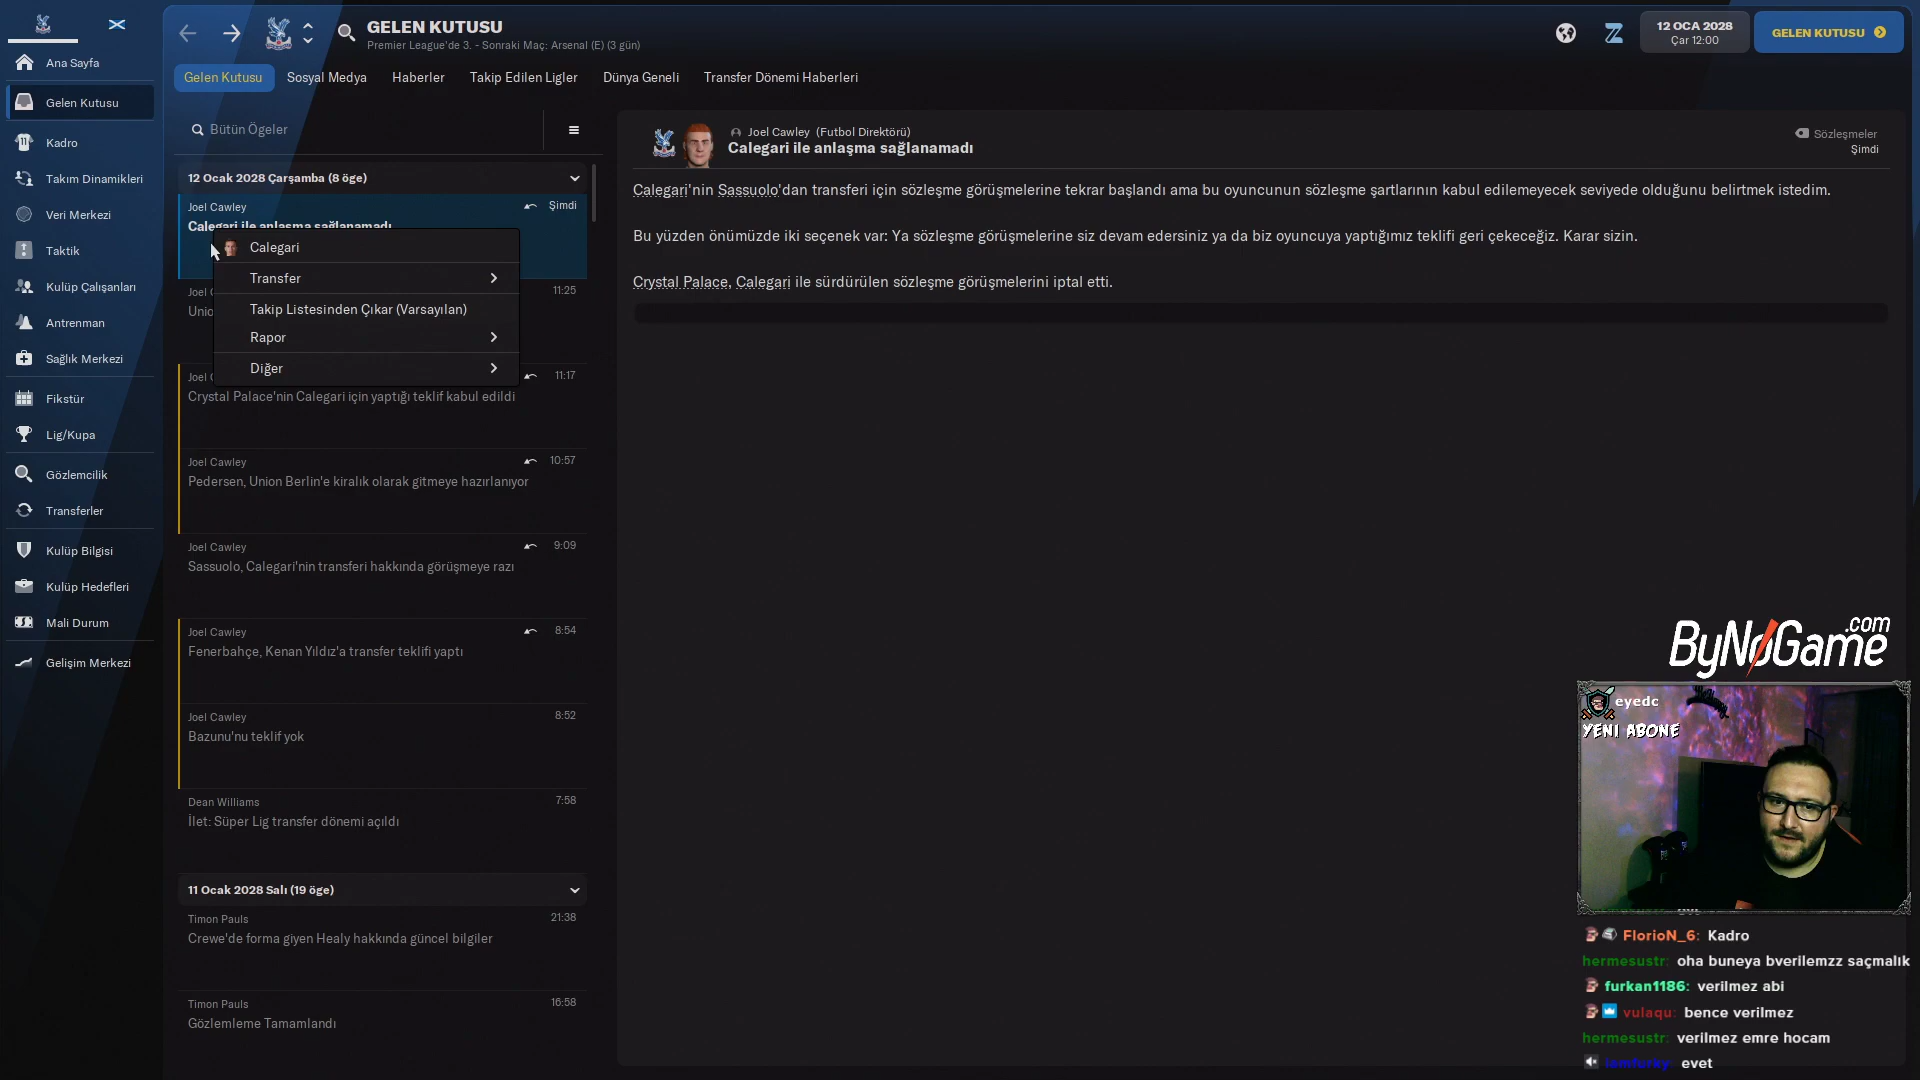 GELEN KUTUSU
Premier League'de 3. - Sonraki Maç: Arsenal (E) (3 gün)
12 OCA 2028
Çar 12:00
GELEN KUTUSU
Gelen Kutusu
Sosyal Medya
Haberler
Takip Edilen Ligler
Dünya Geneli
Transfer Dönemi Haberleri
Ana Sayfa
Gelen Kutusu
Kadro
Takım Dinamikleri
Veri Merkezi
Taktik
Kulüp Çalışanları
Antrenman
Sağlık Merkezi
Fikstür
Lig/Kupa
Gözlemcilik
Transferler
Kulüp Bilgisi
Kulüp Hedefleri
Mali Durum
Gelişim Merkezi
Bütün Ögeler
12 Ocak 2028 Çarşamba (8 öge)
Joel Cawley
Şimdi
Calegari ile anlaşma sağlanamadı
Calegari
Transfer
Takip Listesinden Çıkar (Varsayılan)
Rapor
Diğer
11:25
11:17
Crystal Palace'nin Calegari için yaptığı teklif kabul edildi
Joel Cawley
10:57
Pedersen, Union Berlin'e kiralık olarak gitmeye hazırlanıyor
Joel Cawley
9:09
Sassuolo, Calegari'nin transferi hakkında görüşmeye razı
Joel Cawley
8:54
Fenerbahçe, Kenan Yıldız'a transfer teklifi yaptı
Joel Cawley
8:52
Bazunu'nu teklif yok
Dean Williams
7:58
İlet: Süper Lig transfer dönemi açıldı
11 Ocak 2028 Salı (19 öge)
Timon Pauls
21:38
Crewe'de forma giyen Healy hakkında güncel bilgiler
Timon Pauls
16:58
Gözlemleme Tamamlandı
Joel Cawley (Futbol Direktörü)
Calegari ile anlaşma sağlanamadı
Sözleşmeler
Şimdi
Calegari'nin Sassuolo'dan transferi için sözleşme görüşmelerine tekrar başlandı ama bu oyuncunun sözleşme şartlarının kabul edilemeyecek seviyede olduğunu belirtmek istedim.
Bu yüzden önümüzde iki seçenek var: Ya sözleşme görüşmelerine siz devam edersiniz ya da biz oyuncuya yaptığımız teklifi geri çekeceğiz. Karar sizin.
Crystal Palace, Calegari ile sürdürülen sözleşme görüşmelerini iptal etti.
ByNoGame.com
eyedc
YENI ABONE
FlorioN_6: Kadro
hermesustr: oha buneya bverilemzz saçmalık
furkan1186: verilmez abi
vulaqu: bence verilmez
hermesustr: verilmez emre hocam
evet